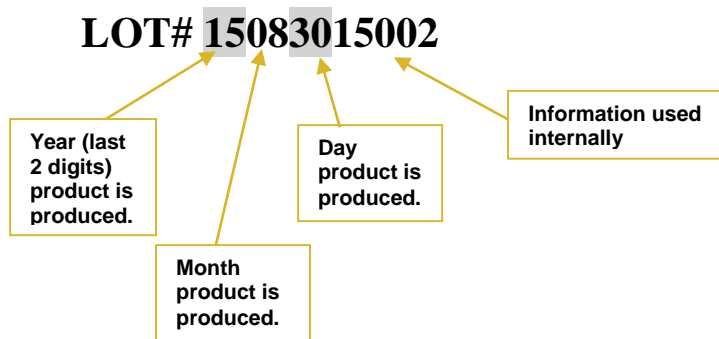 LOT# 15083015002
Year (last
2 digits)
product is
produced.
Month
product is
produced.
Day
product is
produced.
Information used
internally